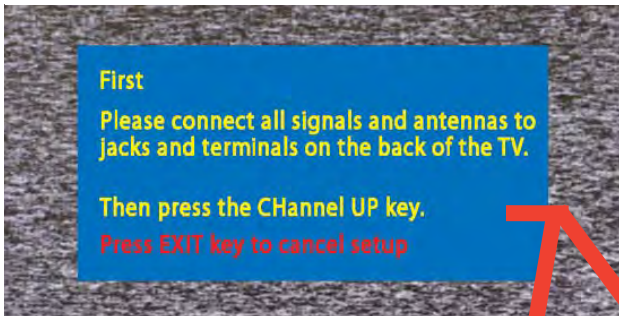 First
Please connect all signals and antennas to
jacks and terminals on the back of the TV.
Then press the CHannel UP key.
Press EXIT key to cancel setup